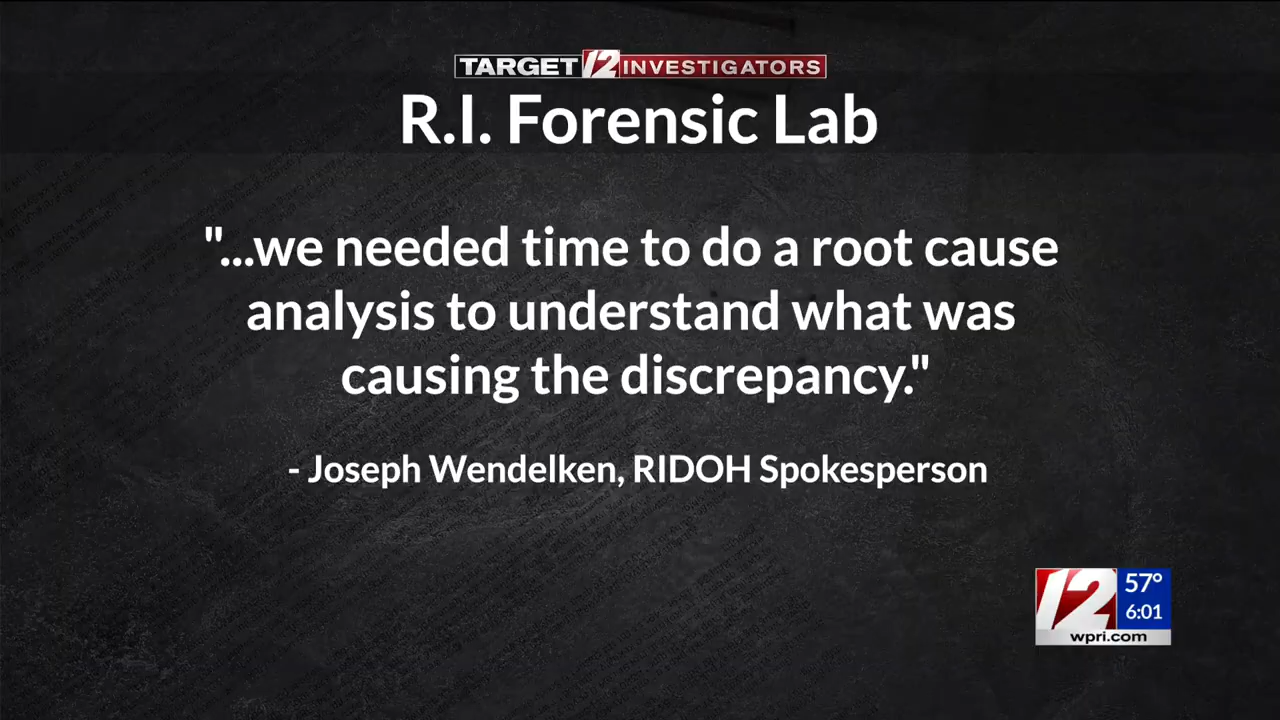 TARGET 12 INVESTIGATORS
R.I. Forensic Lab
"...we needed time to do a root cause
analysis to understand what was
causing the discrepancy."
- Joseph Wendelken, RIDOH Spokesperson
12
57°
6:01
wpri.com